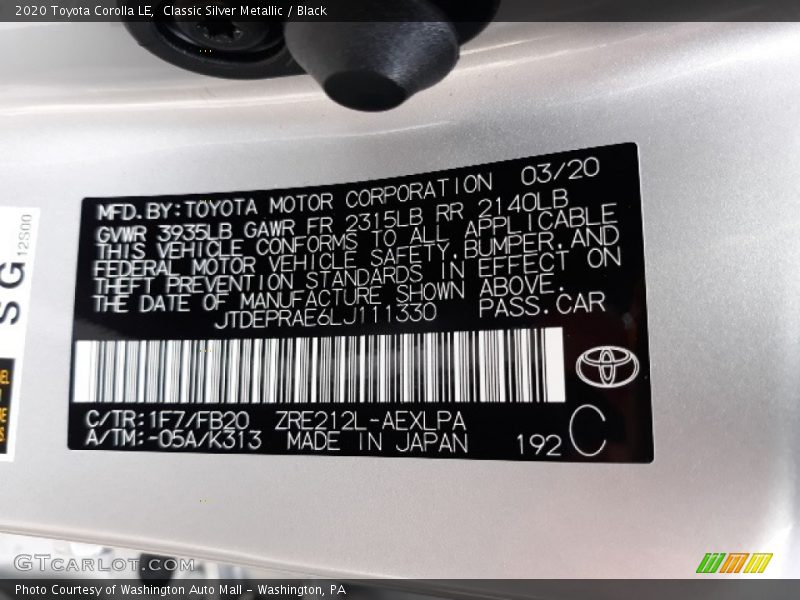 2020 Toyota Corolla LE, Classic Silver Metallic / Black
MFD. BY: TOYOTA MOTOR CORPORATION 03/20
GVWR 3935LB GAWR FR 2315LB RR 2140LB
THIS VEHICLE CONFORMS TO ALL APPLICABLE
FEDERAL MOTOR VEHICLE SAFETY, BUMPER, AND
THEFT PREVENTION STANDARDS IN EFFECT ON
THE DATE OF MANUFACTURE SHOWN ABOVE.
JTDEPRAE6LJ111330 PASS. CAR
C/TR: 1F7/FB20 ZRE212L-AEXLPA
A/TM: -05A/K313 MADE IN JAPAN 192 C
SG
12S00
GTCARLOT.COM
Photo Courtesy of Washington Auto Mall - Washington, PA